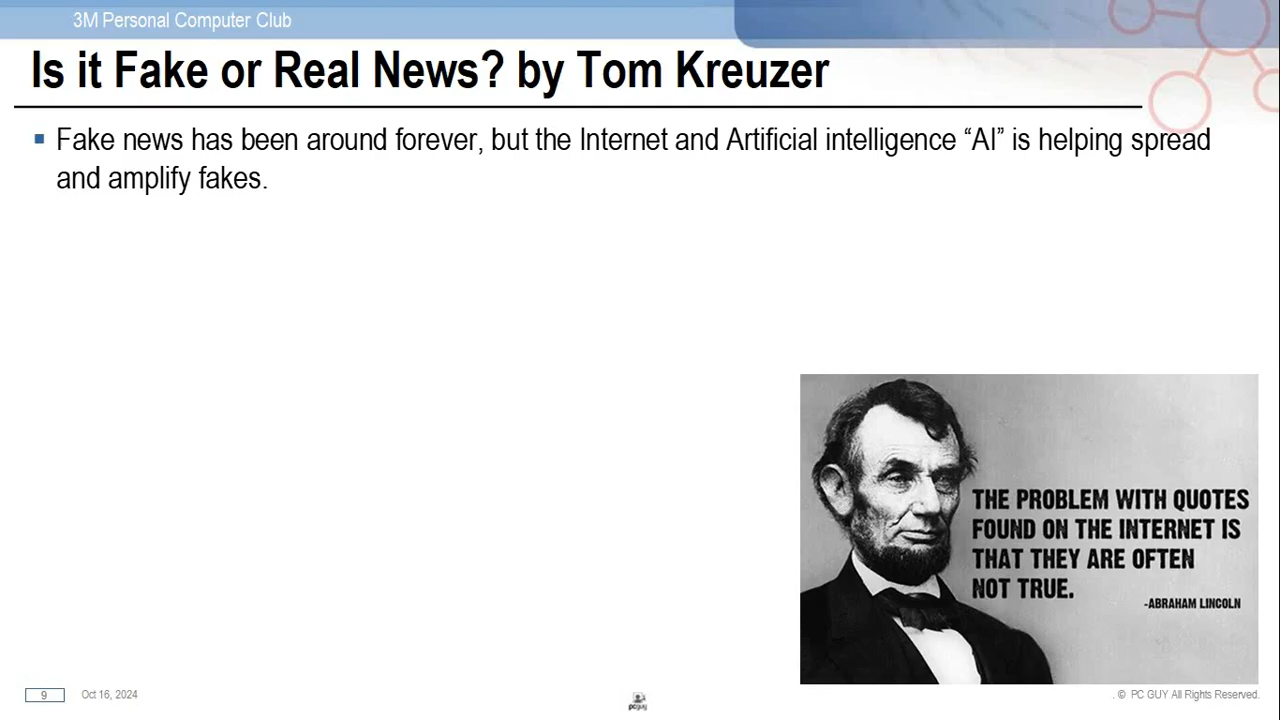 3M Personal Computer Club
Is it Fake or Real News? by Tom Kreuzer
Fake news has been around forever, but the Internet and Artificial intelligence “AI” is helping spread
and amplify fakes.
THE PROBLEM WITH QUOTES
FOUND ON THE INTERNET IS
THAT THEY ARE OFTEN
NOT TRUE.
-ABRAHAM LINCOLN
9
Oct 16, 2024
pcguy
. © PC GUY All Rights Reserved.